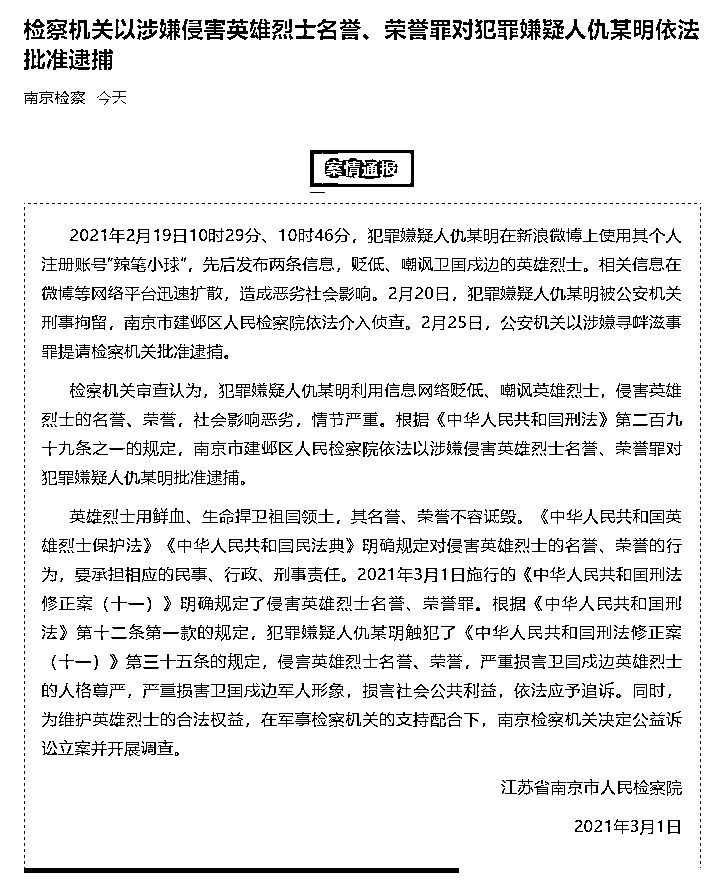 检察机关以涉嫌侵害英雄烈士名誉、荣誉罪对犯罪嫌疑人仇某明依法
批准逮捕
南京检察 今天
案情通报
2021年2月19日10时29分、10时46分，犯罪嫌疑人仇某明在新浪微博上使用其个人
注册账号“辣笔小球”，先后发布两条信息，贬低、嘲讽卫国戍边的英雄烈士。相关信息在
微博等网络平台迅速扩散，造成恶劣社会影响。2月20日，犯罪嫌疑人仇某明被公安机关
刑事拘留，南京市建邺区人民检察院依法介入侦查。2月25日，公安机关以涉嫌寻衅滋事
罪提请检察机关批准逮捕。
检察机关审查认为，犯罪嫌疑人仇某明利用信息网络贬低、嘲讽英雄烈士，侵害英雄
烈士的名誉、荣誉，社会影响恶劣，情节严重。根据《中华人民共和国刑法》第二百九
十九条之一的规定，南京市建邺区人民检察院依法以涉嫌侵害英雄烈士名誉、荣誉罪对
犯罪嫌疑人仇某明批准逮捕。
英雄烈士用鲜血、生命捍卫祖国领土，其名誉、荣誉不容诋毁。《中华人民共和国英
雄烈士保护法》《中华人民共和国民法典》明确规定对侵害英雄烈士的名誉、荣誉的行
为，要承担相应的民事、行政、刑事责任。2021年3月1日施行的《中华人民共和国刑法
修正案（十一）》明确规定了侵害英雄烈士名誉、荣誉罪。根据《中华人民共和国刑
法》第十二条第一款的规定，犯罪嫌疑人仇某明触犯了《中华人民共和国刑法修正案
（十一）》第三十五条的规定，侵害英雄烈士名誉、荣誉，严重损害卫国戍边英雄烈士
的人格尊严，严重损害卫国戍边军人形象，损害社会公共利益，依法应予追诉。同时，
为维护英雄烈士的合法权益，在军事检察机关的支持配合下，南京检察机关决定公益诉
讼立案并开展调查。
江苏省南京市人民检察院
2021年3月1日